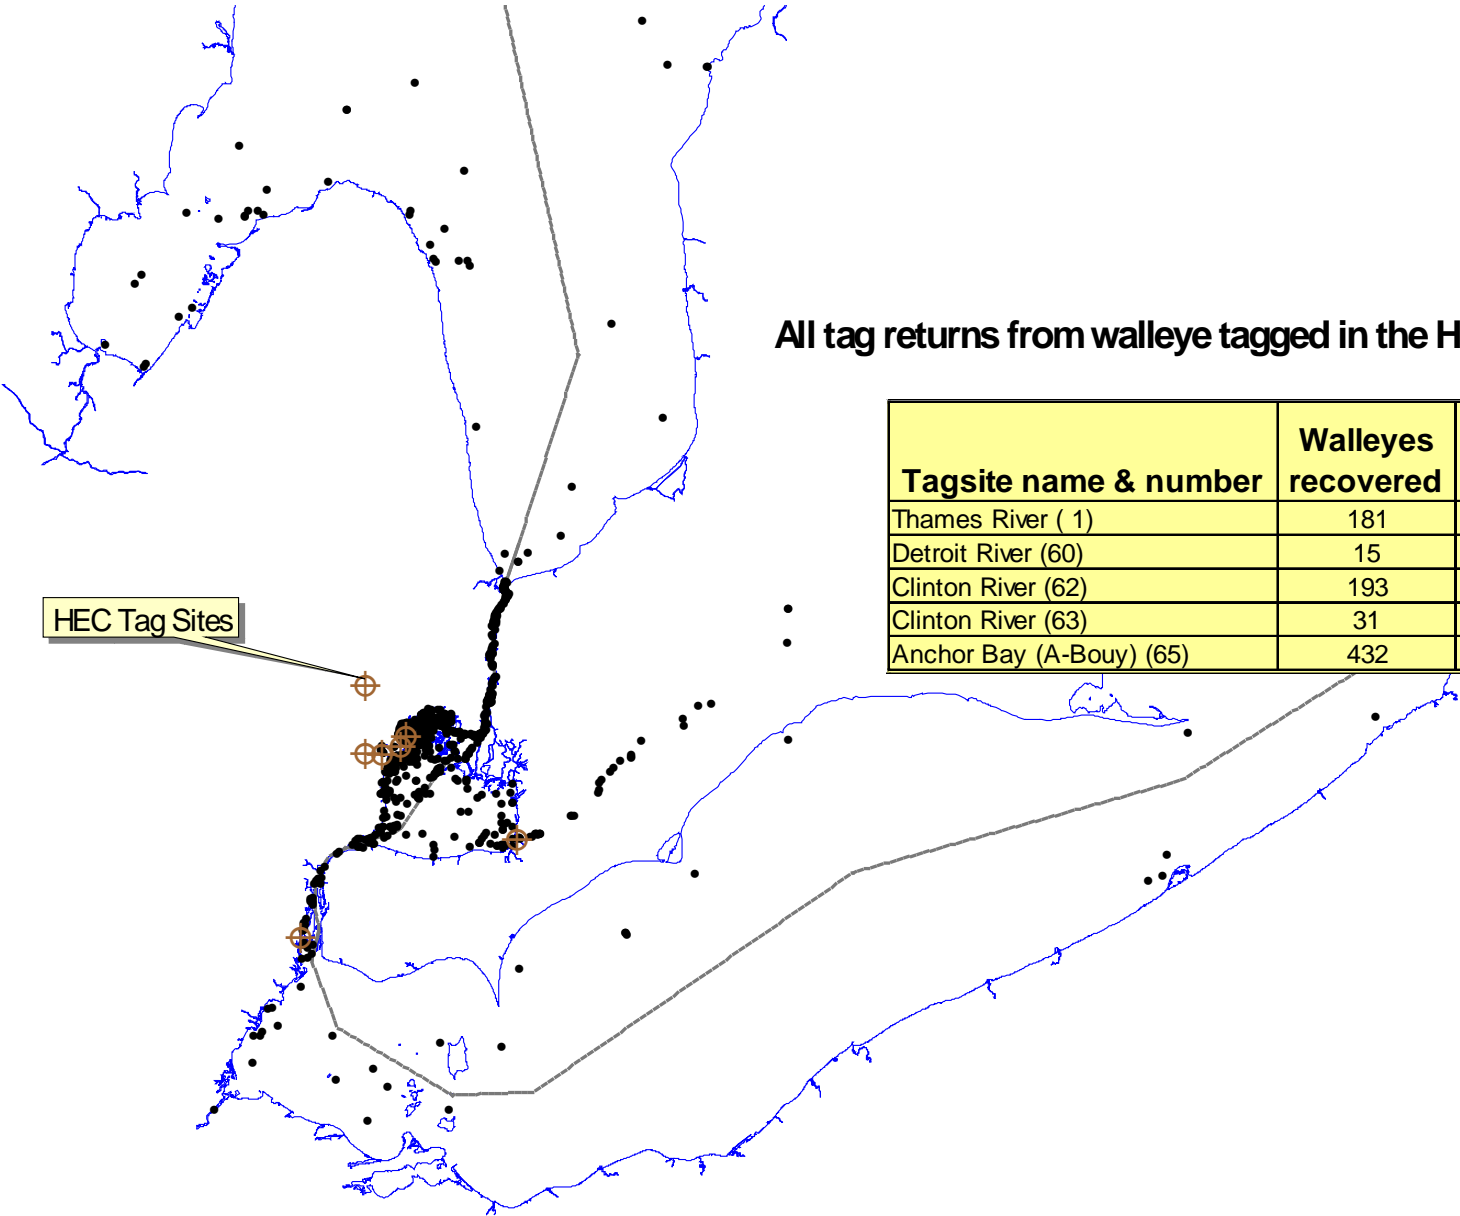 All tag returns from walleye tagged in the H
Walleyes
Tagsite name & number recovered
Thames River ( 1) 181
Detroit River (60) 15
Clinton River (62) 193
Clinton River (63) 31
Anchor Bay (A-Bouy) (65) 432
HEC Tag Sites